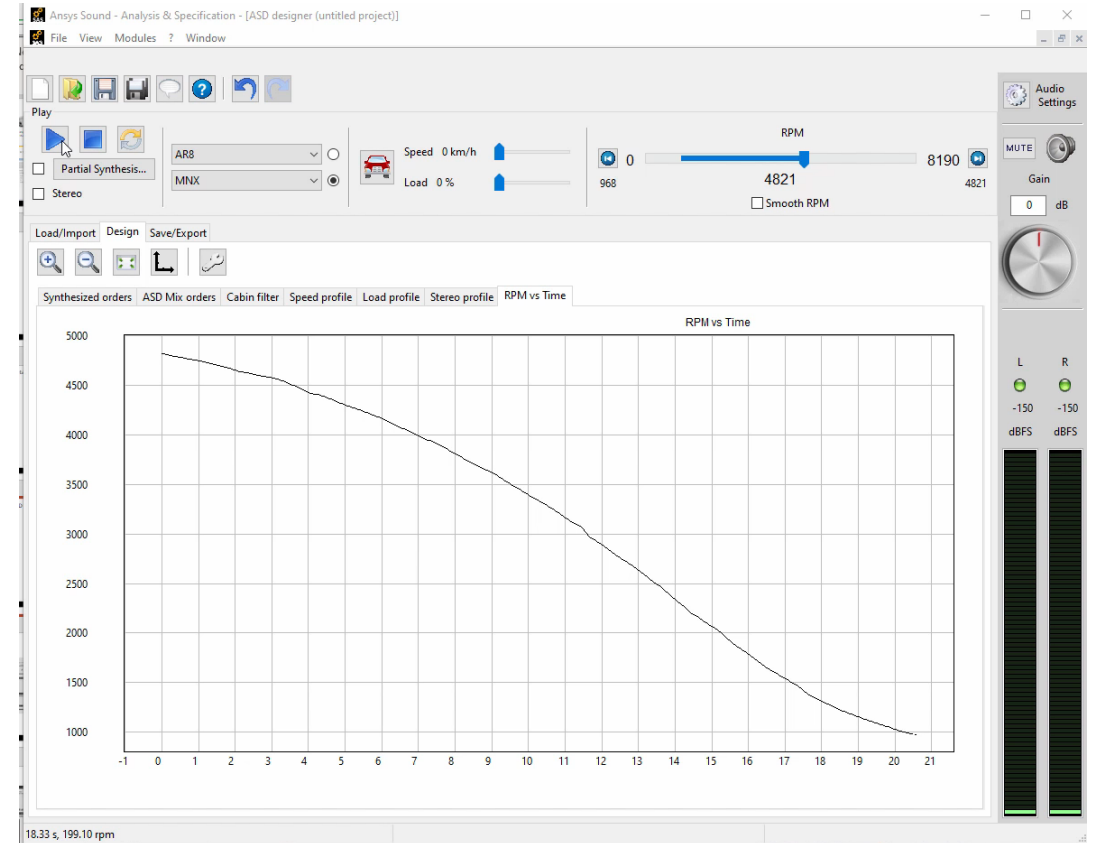 Ansys Sound - Analysis & Specification - [ASD designer (untitled project)]
File View Modules ? Window
Play
Partial Synthesis...
Stereo
AR8
MNX
Speed 0 km/h
Load 0 %
RPM
0
8190
968
4821
4821
Smooth RPM
Audio
Settings
MUTE
Gain
0 dB
Load/Import Design Save/Export
Synthesized orders ASD Mix orders Cabin filter Speed profile Load profile Stereo profile RPM vs Time
RPM vs Time
5000
4500
4000
3500
3000
2500
2000
1500
1000
-1 0 1 2 3 4 5 6 7 8 9 10 11 12 13 14 15 16 17 18 19 20 21
L R
-150 -150
dBFS dBFS
18.33 s, 199.10 rpm